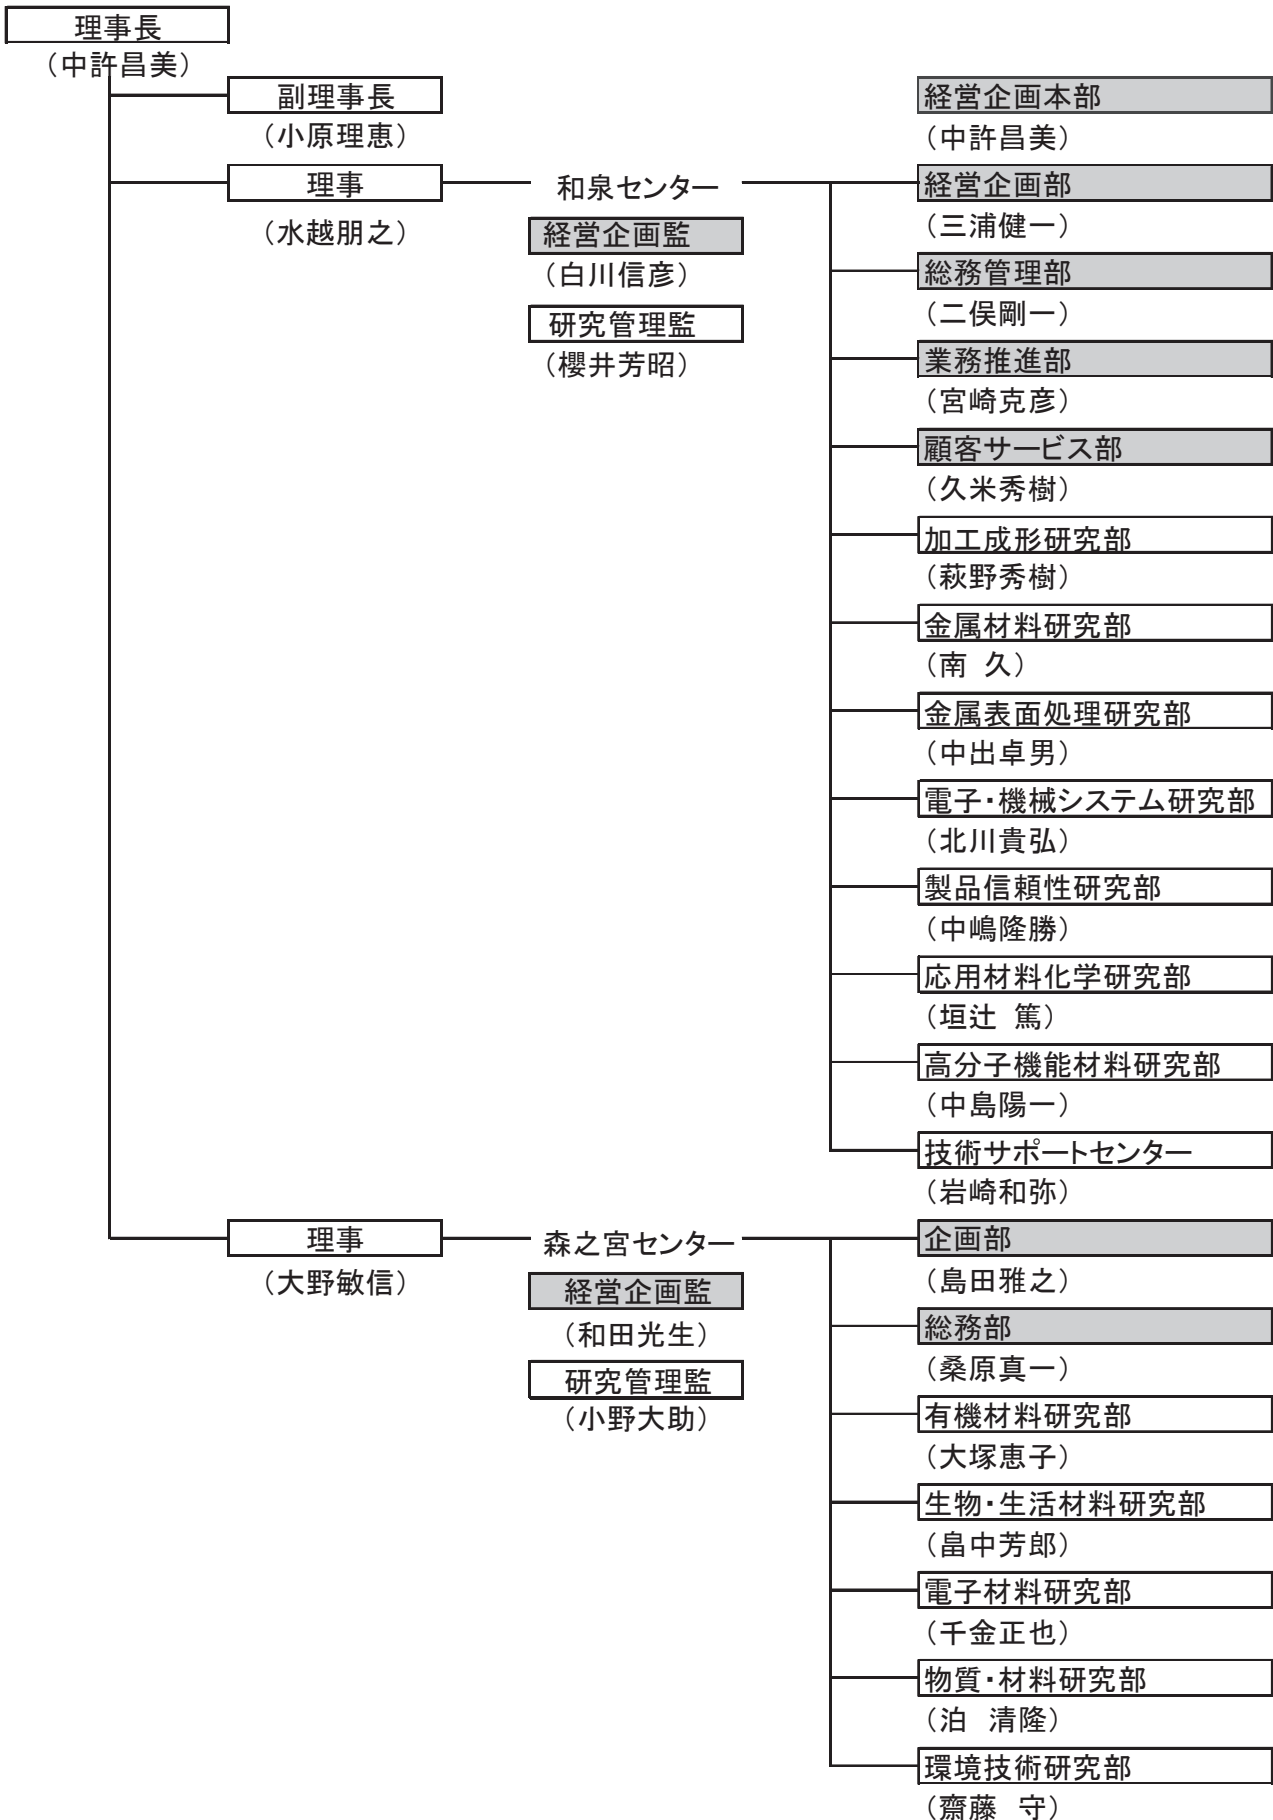 理事長
（中許昌美）
副理事長
（小原理恵）
理事
（水越朋之）
和泉センター
経営企画監
（白川信彦）
研究管理監
（櫻井芳昭）
経営企画本部
（中許昌美）
経営企画部
（三浦健一）
総務管理部
（二俣剛一）
業務推進部
（宮崎克彦）
顧客サービス部
（久米秀樹）
加工成形研究部
（萩野秀樹）
金属材料研究部
（南　久）
金属表面処理研究部
（中出卓男）
電子・機械システム研究部
（北川貴弘）
製品信頼性研究部
（中嶋隆勝）
応用材料化学研究部
（垣辻　篤）
高分子機能材料研究部
（中島陽一）
技術サポートセンター
（岩崎和弥）
理事
（大野敏信）
森之宮センター
経営企画監
（和田光生）
研究管理監
（小野大助）
企画部
（島田雅之）
総務部
（桑原真一）
有機材料研究部
（大塚恵子）
生物・生活材料研究部
（畠中芳郎）
電子材料研究部
（千金正也）
物質・材料研究部
（泊　清隆）
環境技術研究部
（齋藤　守）